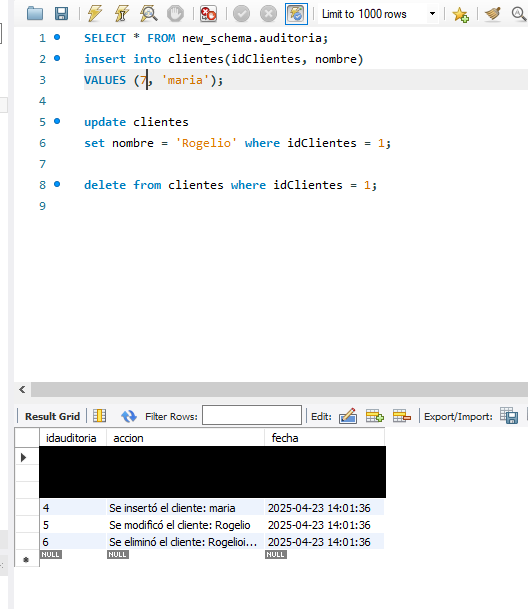 Limit to 1000 rows
1 SELECT * FROM new_schema.auditoria;
2 insert into clientes(idClientes, nombre)
3 VALUES (7, 'maria');
4
5 update clientes
6 set nombre = 'Rogelio' where idClientes = 1;
7
8 delete from clientes where idClientes = 1;
9
Result Grid Filter Rows: Edit: Export/Import:
idauditoria accion fecha
4 Se insertó el cliente: maria 2025-04-23 14:01:36
5 Se modificó el cliente: Rogelio 2025-04-23 14:01:36
6 Se eliminó el cliente: Rogelioi... 2025-04-23 14:01:36
NULL NULL NULL